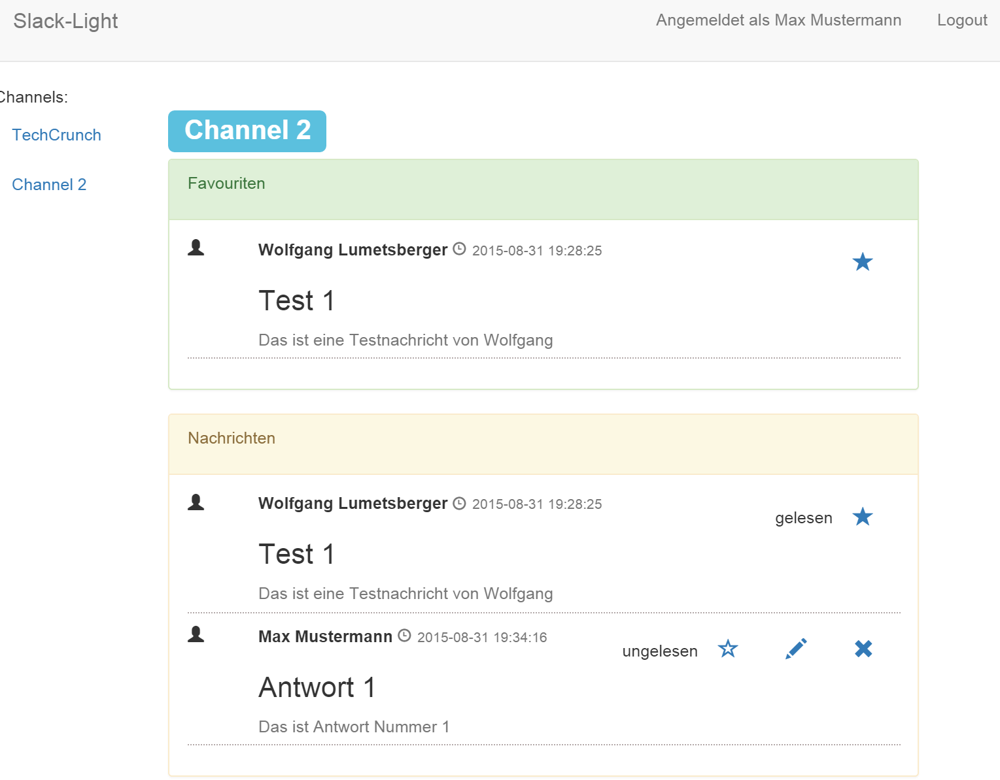 Slack-Light
Angemeldet als Max Mustermann
Logout
Channels:
TechCrunch
Channel 2
Channel 2
Favouriten
Wolfgang Lumetsberger 2015-08-31 19:28:25
Test 1
Das ist eine Testnachricht von Wolfgang
Nachrichten
Wolfgang Lumetsberger 2015-08-31 19:28:25
gelesen
Test 1
Das ist eine Testnachricht von Wolfgang
Max Mustermann 2015-08-31 19:34:16
ungelesen
Antwort 1
Das ist Antwort Nummer 1